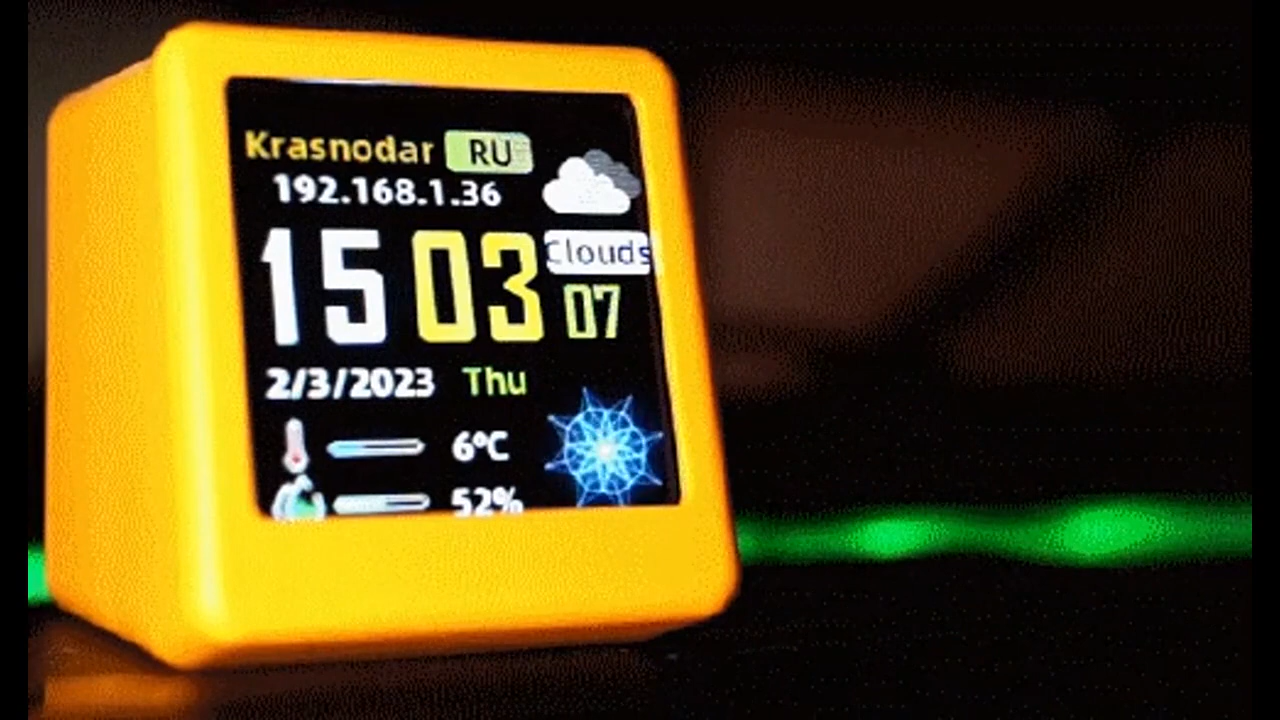 Krasnodar RU
192.168.1.36
15 03 07
Clouds
2/3/2023 Thu
6°C
52%